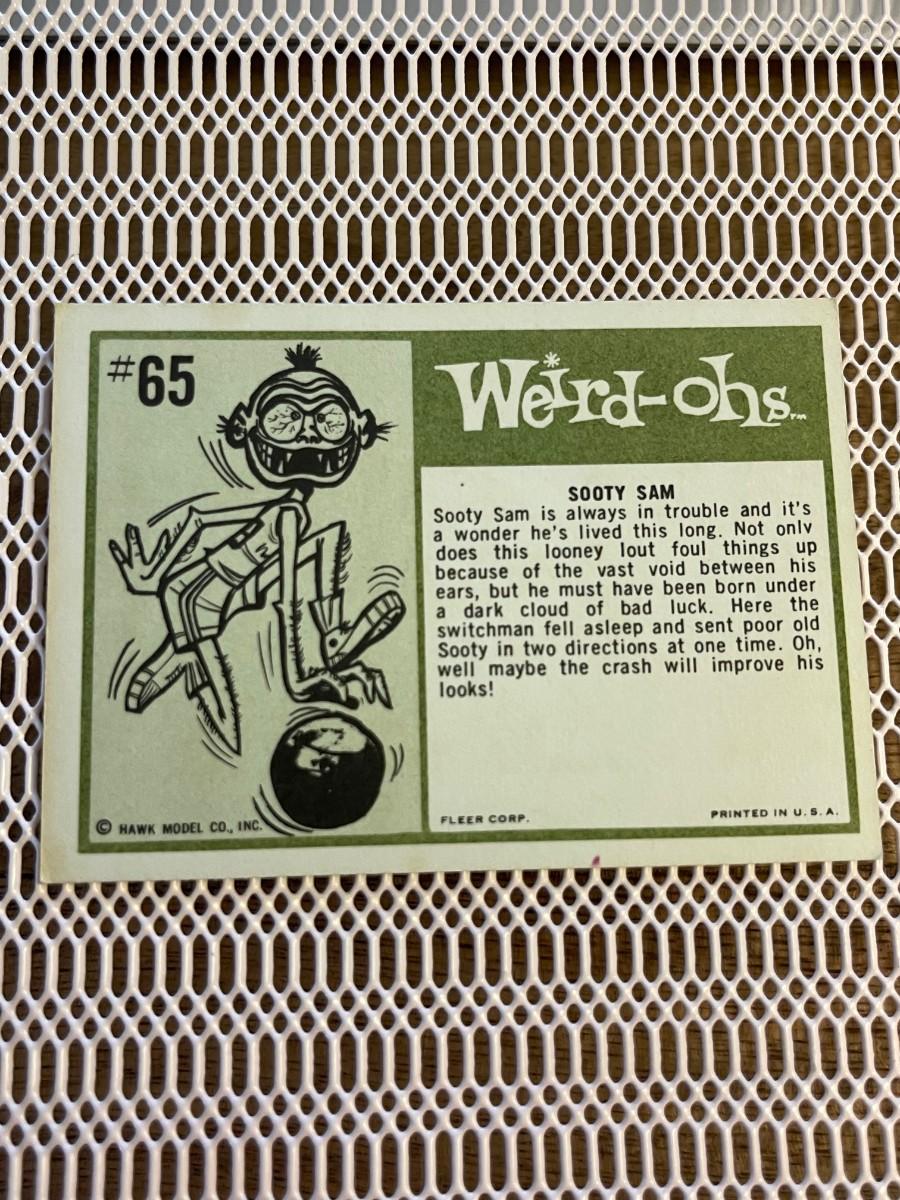 #65
Weird-ohs TM
SOOTY SAM
Sooty Sam is always in trouble and it's
a wonder he's lived this long. Not only
does this looney lout foul things up
because of the vast void between his
ears, but he must have been born under
a dark cloud of bad luck. Here the
switchman fell asleep and sent poor old
Sooty in two directions at one time. Oh,
well maybe the crash will improve his
looks!
© HAWK MODEL CO., INC.
FLEER CORP.
PRINTED IN U.S.A.